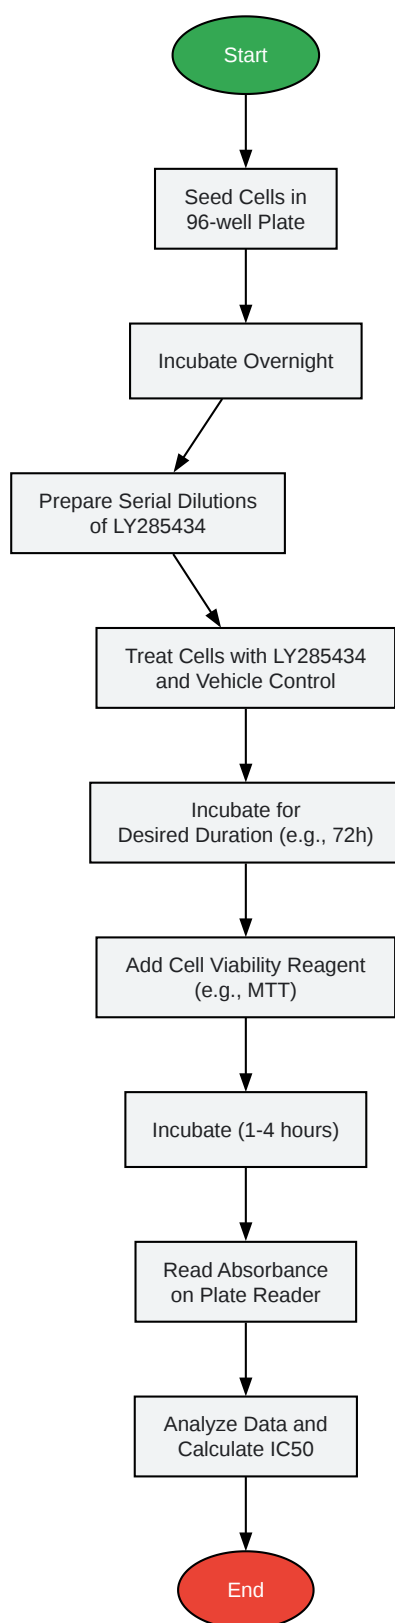 Start
Seed Cells in
96-well Plate
Incubate Overnight
Prepare Serial Dilutions
of LY285434
Treat Cells with LY285434
and Vehicle Control
Incubate for
Desired Duration (e.g., 72h)
Add Cell Viability Reagent
(e.g., MTT)
Incubate (1-4 hours)
Read Absorbance
on Plate Reader
Analyze Data and
Calculate IC50
End